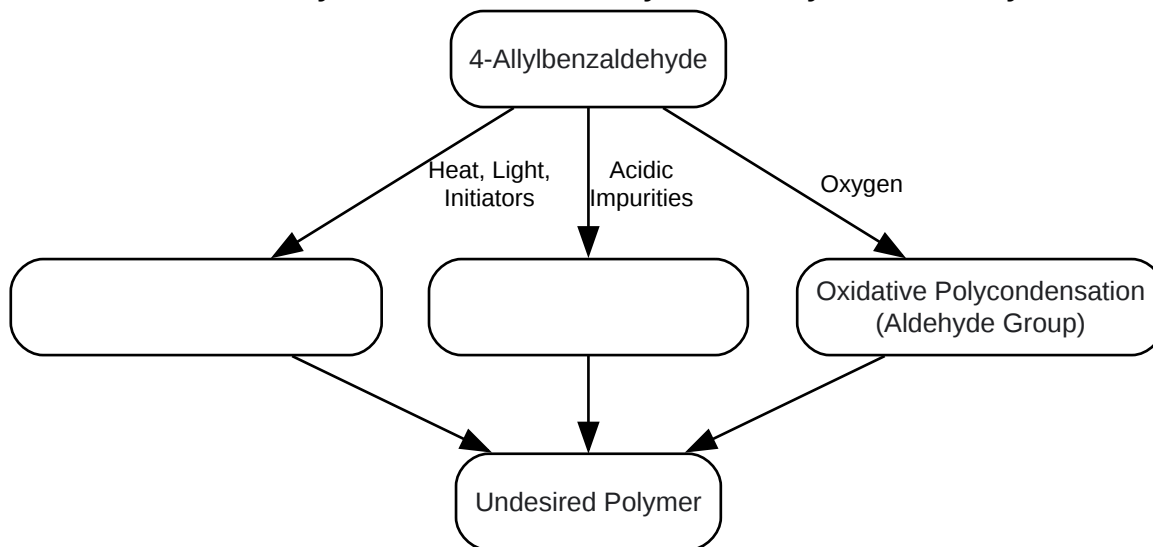 4-Allylbenzaldehyde
Heat, Light,
Initiators
Acidic
Impurities
Oxygen
Oxidative Polycondensation
(Aldehyde Group)
Undesired Polymer